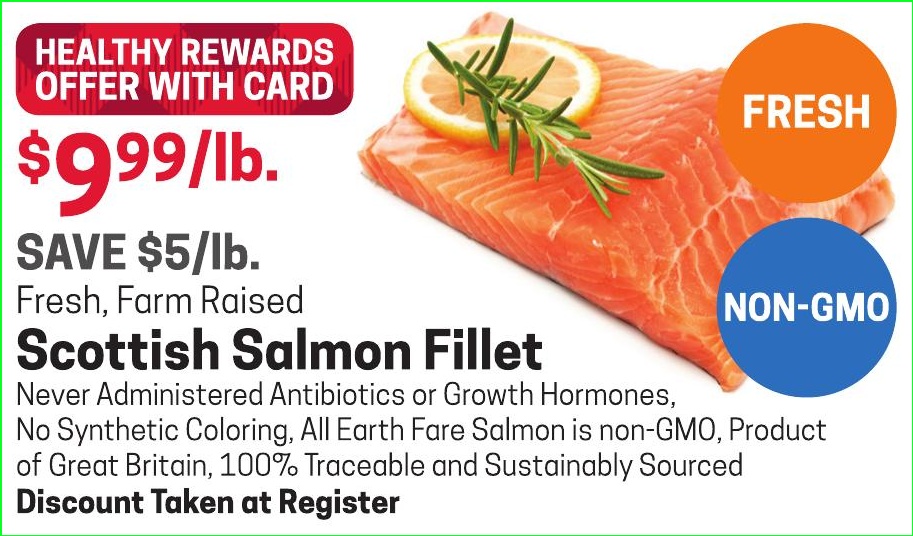 HEALTHY REWARDS
OFFER WITH CARD
$9.99/lb.
SAVE $5/lb.
Fresh, Farm Raised
Scottish Salmon Fillet
Never Administered Antibiotics or Growth Hormones,
No Synthetic Coloring, All Earth Fare Salmon is non-GMO, Product
of Great Britain, 100% Traceable and Sustainably Sourced
Discount Taken at Register
FRESH
NON-GMO